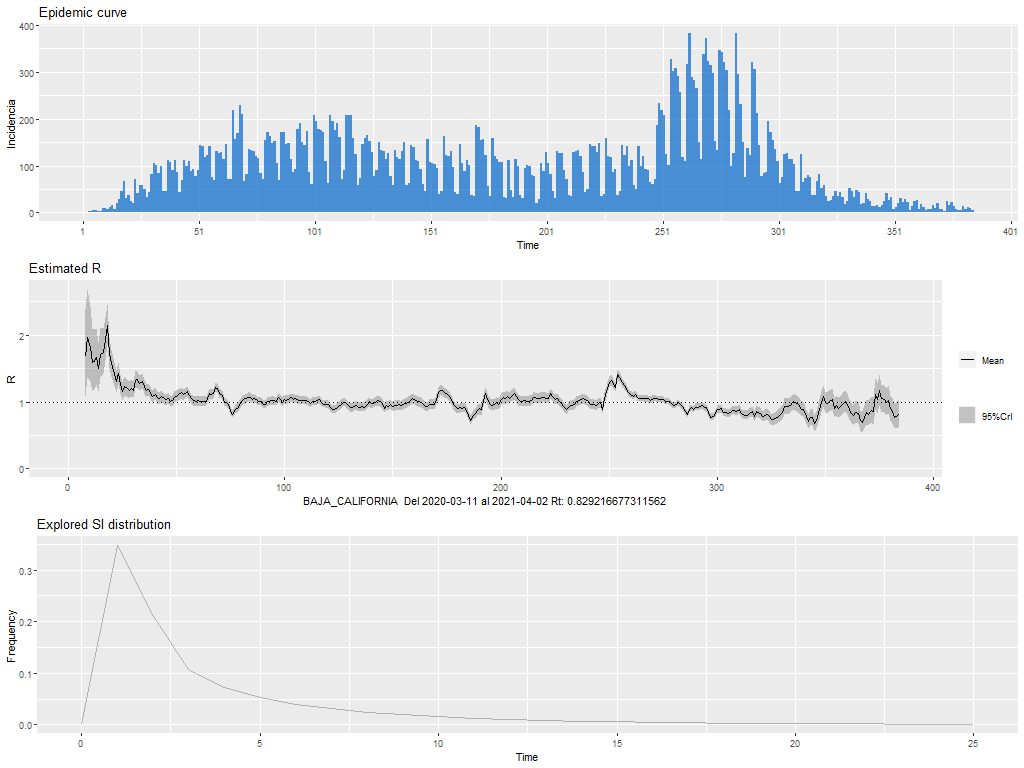 Epidemic curve
400
300
200
100
0
Incidencia
1 51 101 151 201 251 301 351 401
Time
Estimated R
2
1
0
R
Mean
95%CrI
0 100 200 300 400
BAJA_CALIFORNIA Del 2020-03-11 al 2021-04-02 Rt: 0.829216677311562
Explored SI distribution
0.3
0.2
0.1
0.0
Frequency
0 5 10 15 20 25
Time